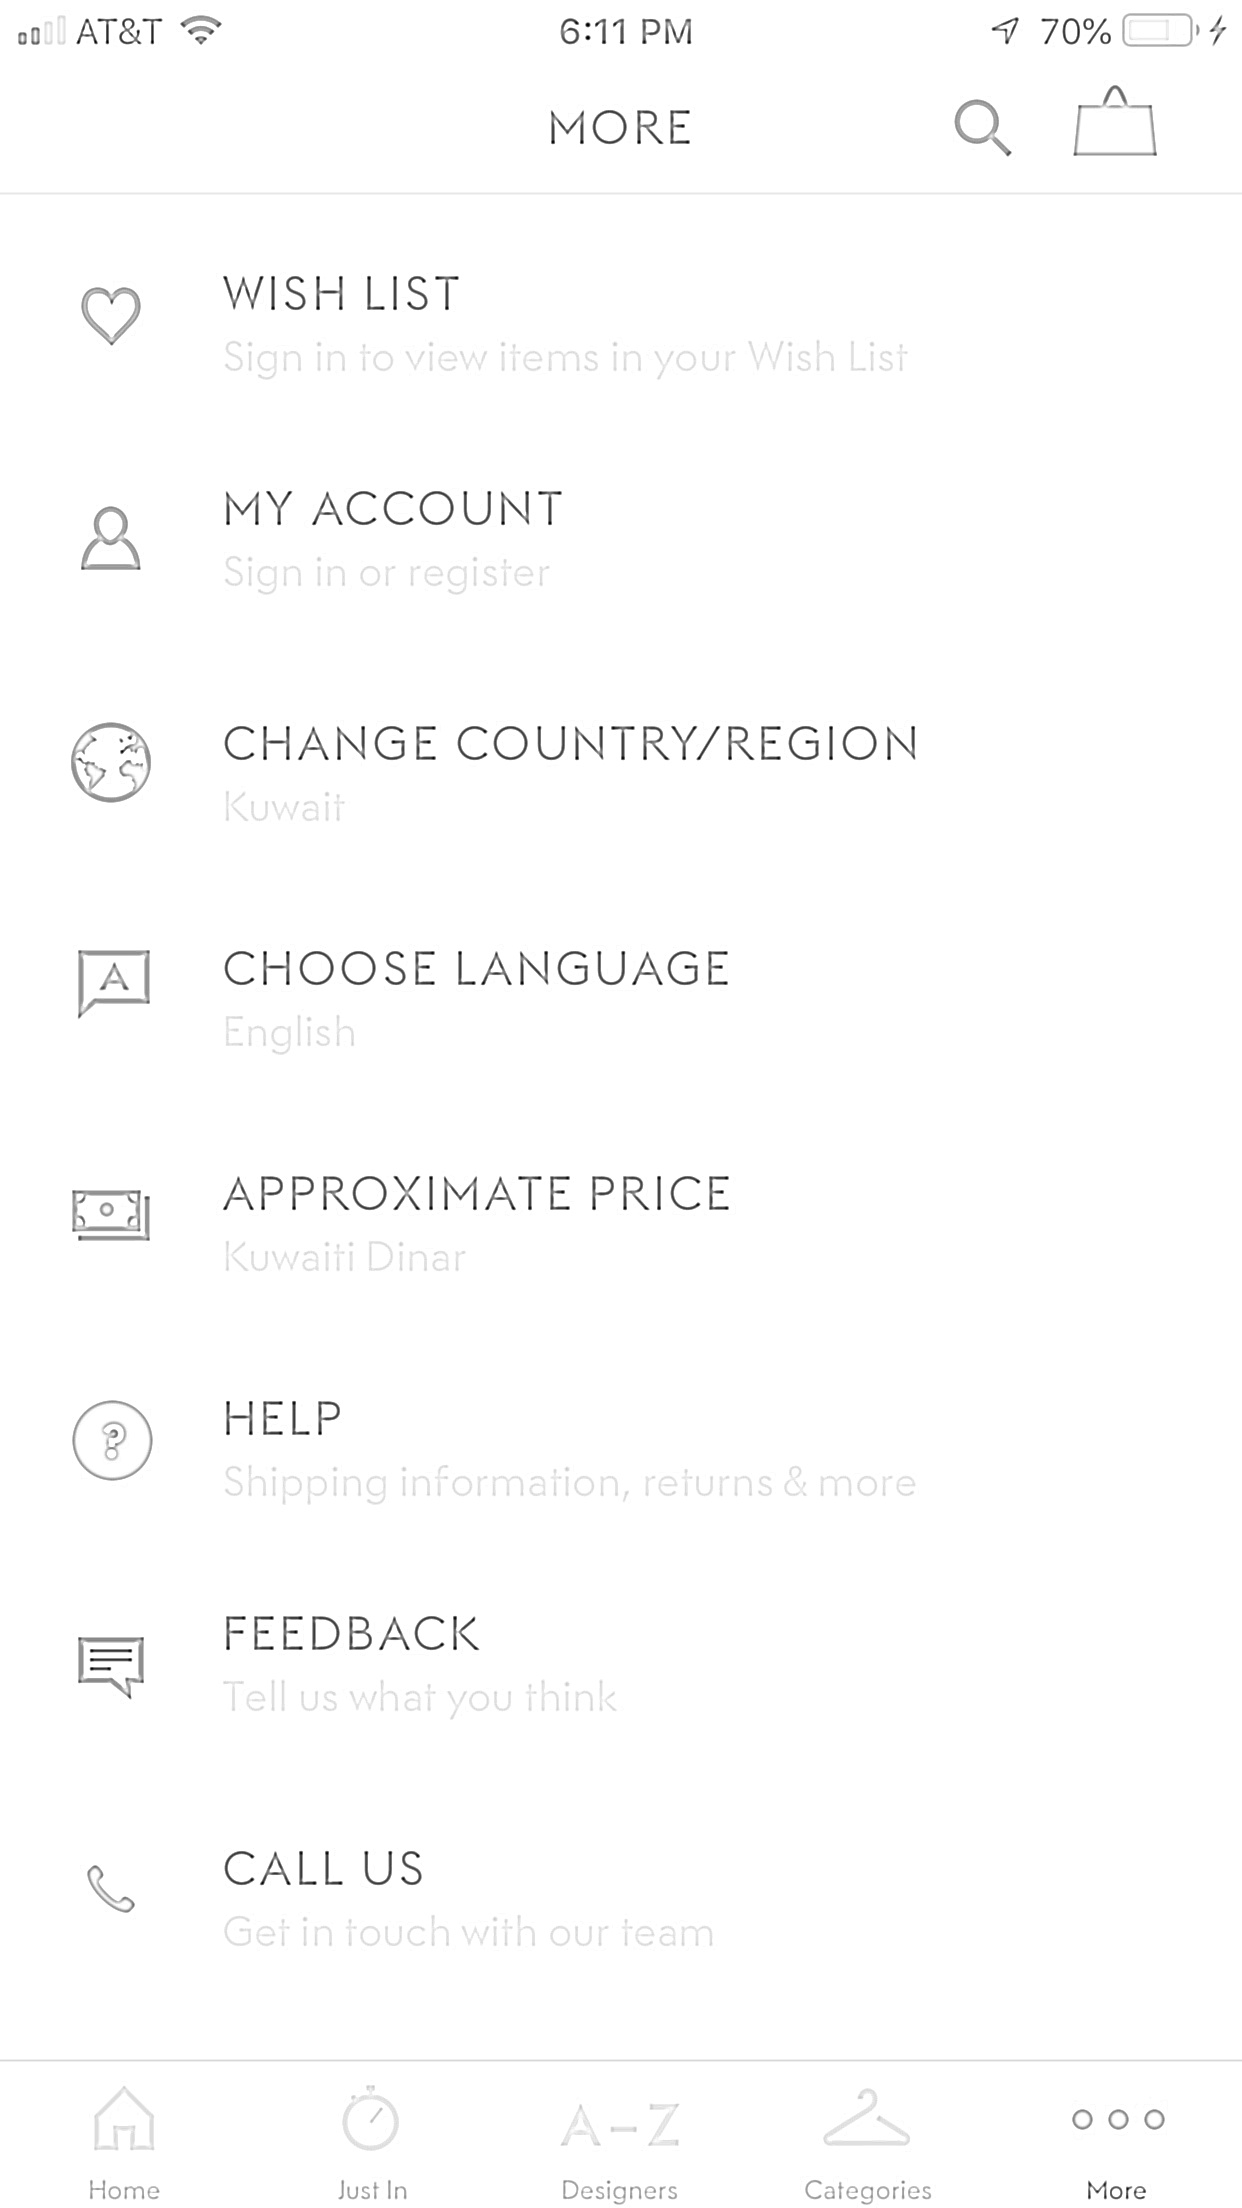 AT&T 6:11 PM 70%
MORE
WISH LIST
Sign in to view items in your Wish List
MY ACCOUNT
Sign in or register
CHANGE COUNTRY/REGION
Kuwait
A
CHOOSE LANGUAGE
English
APPROXIMATE PRICE
Kuwaiti Dinar
?
HELP
Shipping information, returns & more
FEEDBACK
Tell us what you think
CALL US
Get in touch with our team
A–Z
Home Just In Designers Categories More